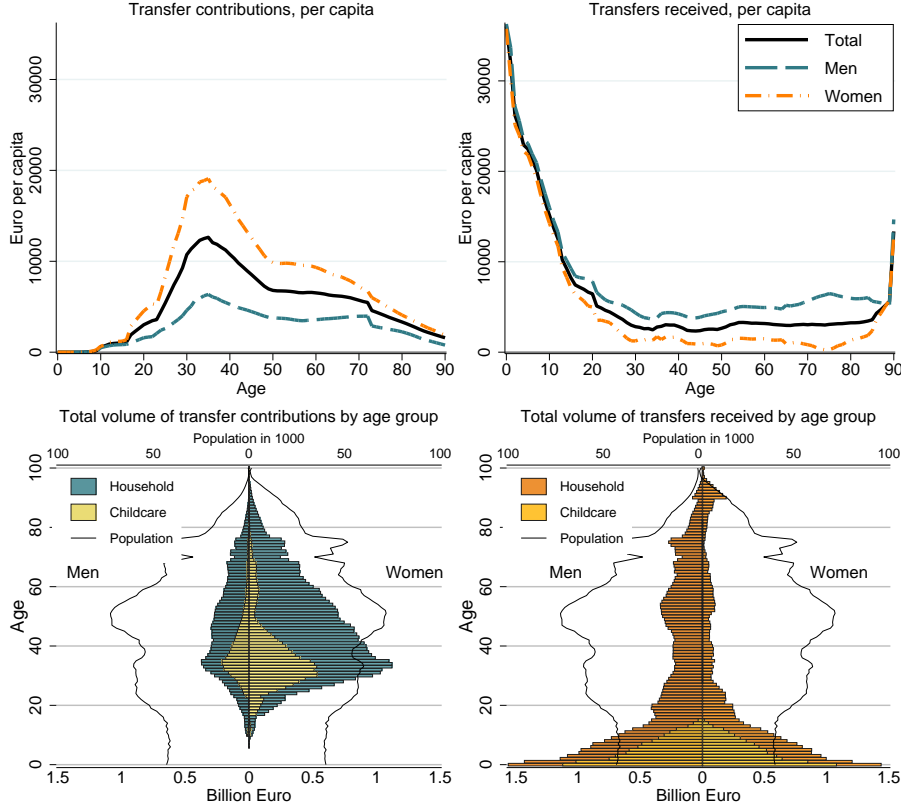 Transfer contributions, per capita
Euro per capita
0 10000 20000 30000
0 10 20 30 40 50 60 70 80 90
Age
Transfers received, per capita
Total
Men
Women
Euro per capita
0 10000 20000 30000
0 10 20 30 40 50 60 70 80 90
Age
Total volume of transfer contributions by age group
Population in 1000
100 50 0 50 100
Household
Childcare
Population
Men
Women
Age
0 20 40 60 80 100
1.5 1 0.5 0 0.5 1 1.5
Billion Euro
Total volume of transfers received by age group
Population in 1000
100 50 0 50 100
Household
Childcare
Population
Men
Women
Age
0 20 40 60 80 100
1.5 1 0.5 0 0.5 1 1.5
Billion Euro